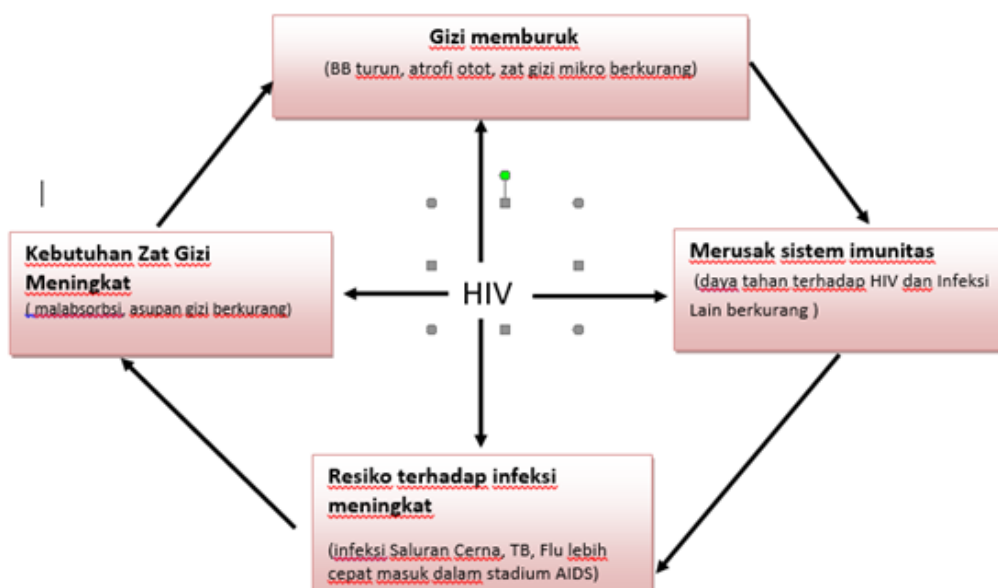 Gizi memburuk
(BB turun, atrofi otot, zat gizi mikro berkurang)
Kebutuhan Zat Gizi
Meningkat
( malabsorbsi, asupan gizi berkurang)
HIV
Merusak sistem imunitas
(daya tahan terhadap HIV dan Infeksi
Lain berkurang )
Resiko terhadap infeksi
meningkat
(infeksi Saluran Cerna, TB, Flu lebih
cepat masuk dalam stadium AIDS)